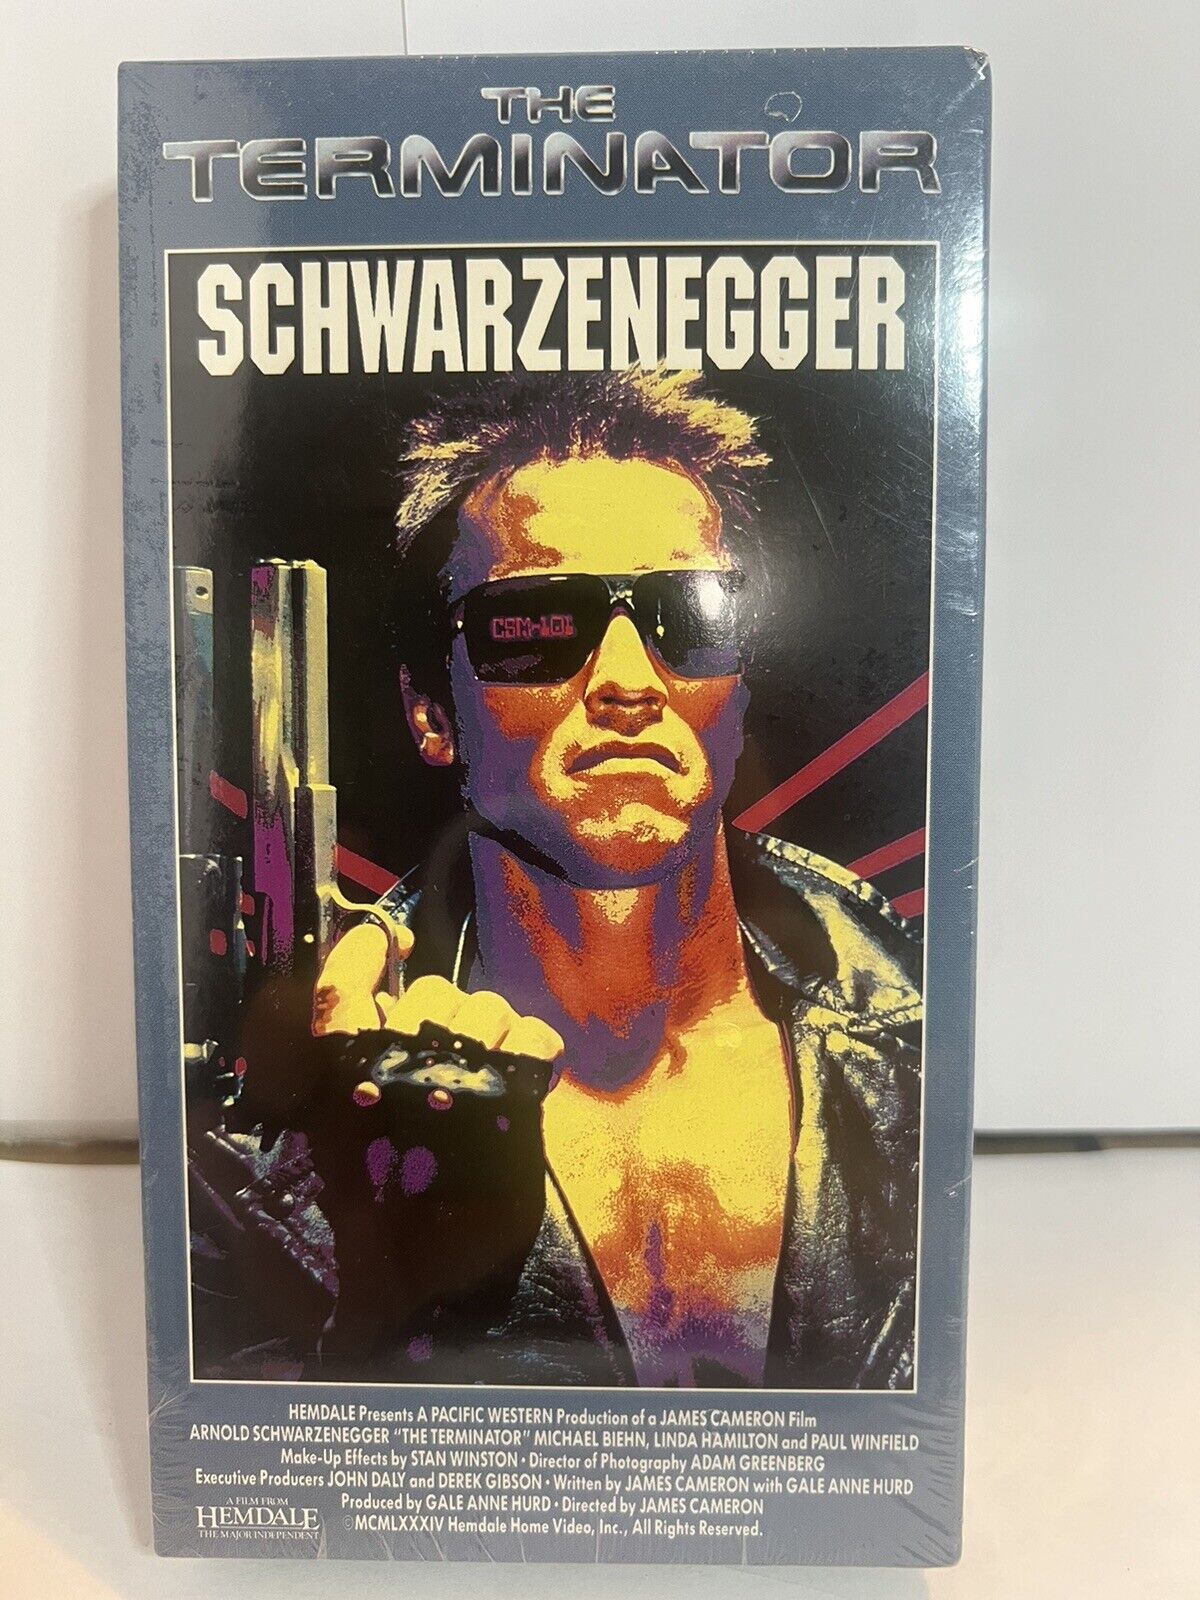 THE
TERMINATOR
SCHWARZENEGGER
CSM-101
HEMDALE Presents A PACIFIC WESTERN Production of a JAMES CAMERON Film
ARNOLD SCHWARZENEGGER "THE TERMINATOR" MICHAEL BIEHN, LINDA HAMILTON and PAUL WINFIELD
Make-Up Effects by STAN WINSTON · Director of Photography ADAM GREENBERG
Executive Producers JOHN DALY and DEREK GIBSON · Written by JAMES CAMERON with GALE ANNE HURD
Produced by GALE ANNE HURD · Directed by JAMES CAMERON
©MCMLXXXIV Hemdale Home Video, Inc., All Rights Reserved.
A FILM FROM
HEMDALE
THE MAJOR INDEPENDENT